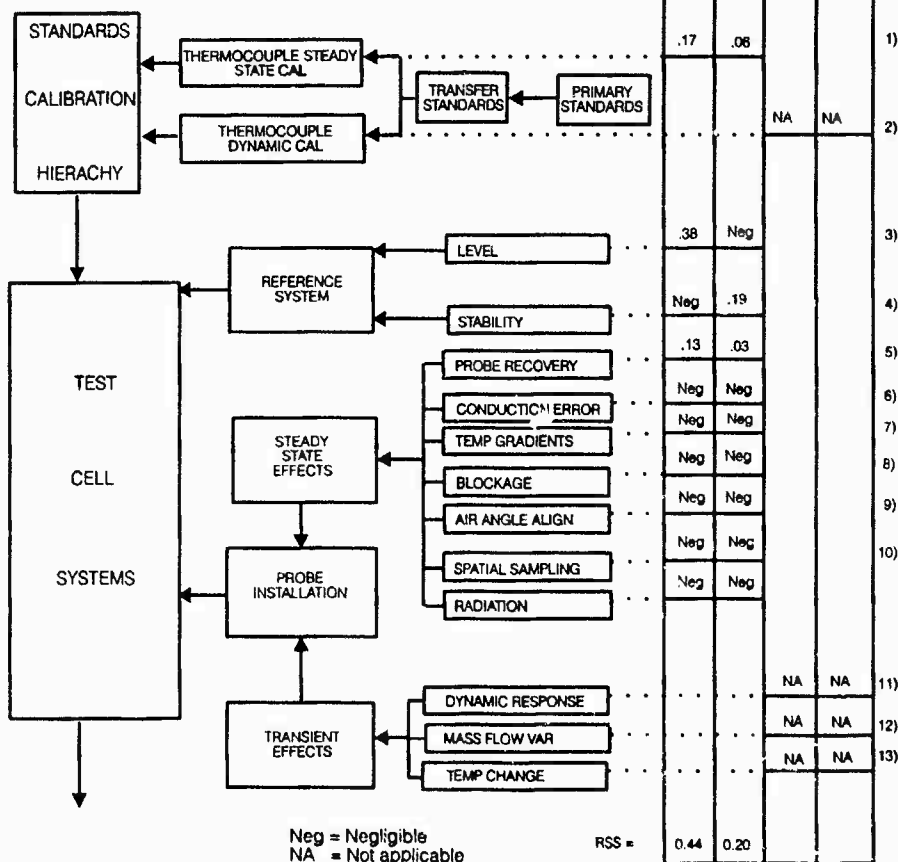 STANDARDS
CALIBRATION
HIERACHY
THERMOCOUPLE STEADY
STATE CAL
THERMOCOUPLE
DYNAMIC CAL
TRANSFER
STANDARDS
PRIMARY
STANDARDS
.17 .06 1)
NA NA 2)
TEST
CELL
SYSTEMS
REFERENCE
SYSTEM
LEVEL .38 Neg 3)
STABILITY Neg .19 4)
STEADY
STATE
EFFECTS
PROBE RECOVERY .13 .03 5)
CONDUCTION ERROR Neg Neg 6)
TEMP GRADIENTS Neg Neg 7)
BLOCKAGE Neg Neg 8)
AIR ANGLE ALIGN Neg Neg 9)
SPATIAL SAMPLING Neg Neg 10)
RADIATION Neg Neg
PROBE
INSTALLATION
TRANSIENT
EFFECTS
DYNAMIC RESPONSE NA NA 11)
MASS FLOW VAR NA NA 12)
TEMP CHANGE NA NA 13)
Neg = Negligible
NA = Not applicable
RSS = 0.44 0.20